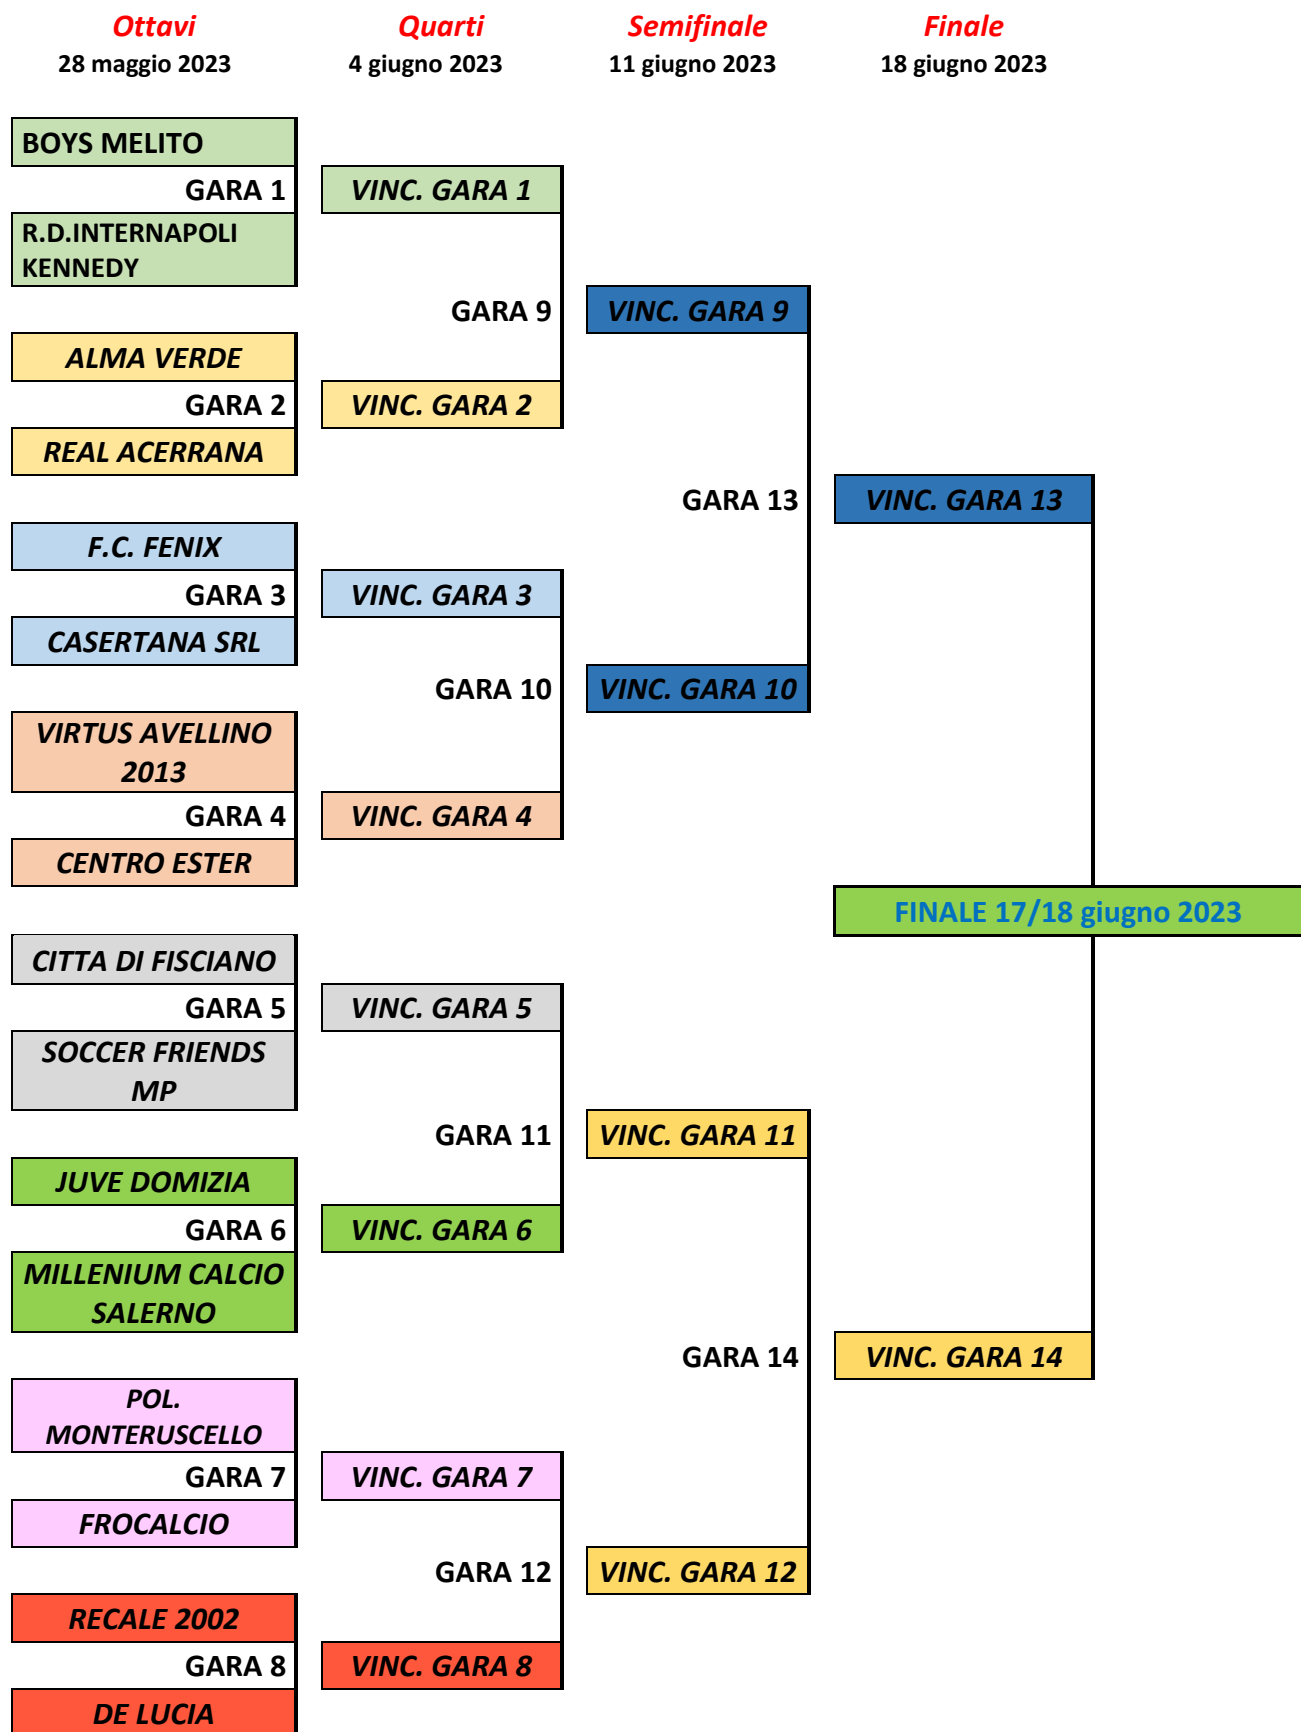 Ottavi Quarti Semifinale Finale
28 maggio 2023 4 giugno 2023 11 giugno 2023 18 giugno 2023
BOYS MELITO
GARA 1 VINC. GARA 1
R.D.INTERNAPOLI
KENNEDY
GARA 9 VINC. GARA 9
ALMA VERDE
GARA 2 VINC. GARA 2
REAL ACERRANA
GARA 13 VINC. GARA 13
F.C. FENIX
GARA 3 VINC. GARA 3
CASERTANA SRL
GARA 10 VINC. GARA 10
VIRTUS AVELLINO
2013
GARA 4 VINC. GARA 4
CENTRO ESTER
FINALE 17/18 giugno 2023
CITTA DI FISCIANO
GARA 5 VINC. GARA 5
SOCCER FRIENDS
MP
GARA 11 VINC. GARA 11
JUVE DOMIZIA
GARA 6 VINC. GARA 6
MILLENIUM CALCIO
SALERNO
GARA 14 VINC. GARA 14
POL.
MONTERUSCELLO
GARA 7 VINC. GARA 7
FROCALCIO
GARA 12 VINC. GARA 12
RECALE 2002
GARA 8 VINC. GARA 8
DE LUCIA